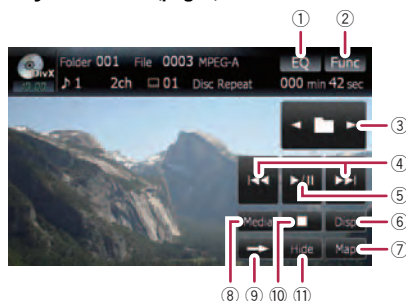 ① ②
DivX Folder 001 File 0003 MPEG-A EQ Func
♪ 1 2ch 01 Disc Repeat 000 min 42 sec
③
④
⑤
Media Disp ⑥
Hide Map ⑦
⑧ ⑨ ⑩ ⑪